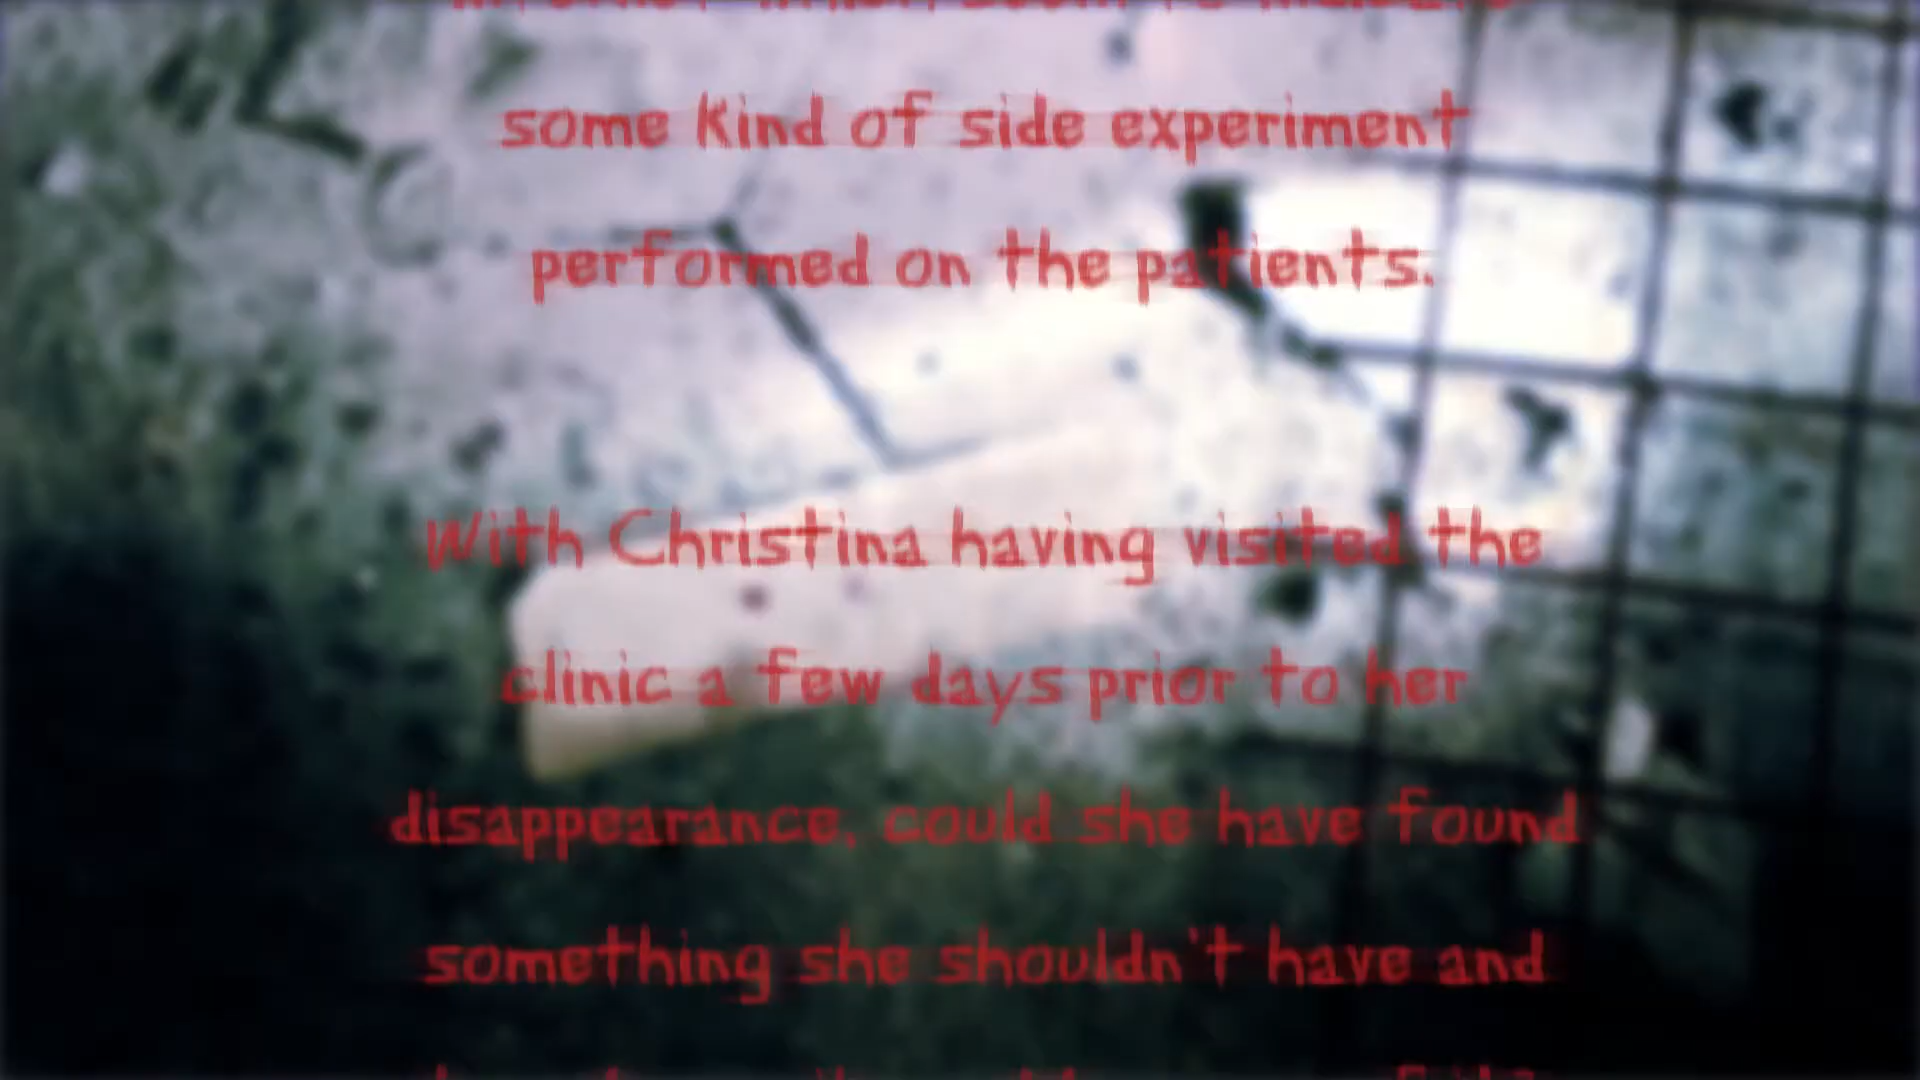 some kind of side experiment
performed on the patients.
With Christina having visited the
clinic a few days prior to her
disappearance, could she have found
something she shouldn't have and